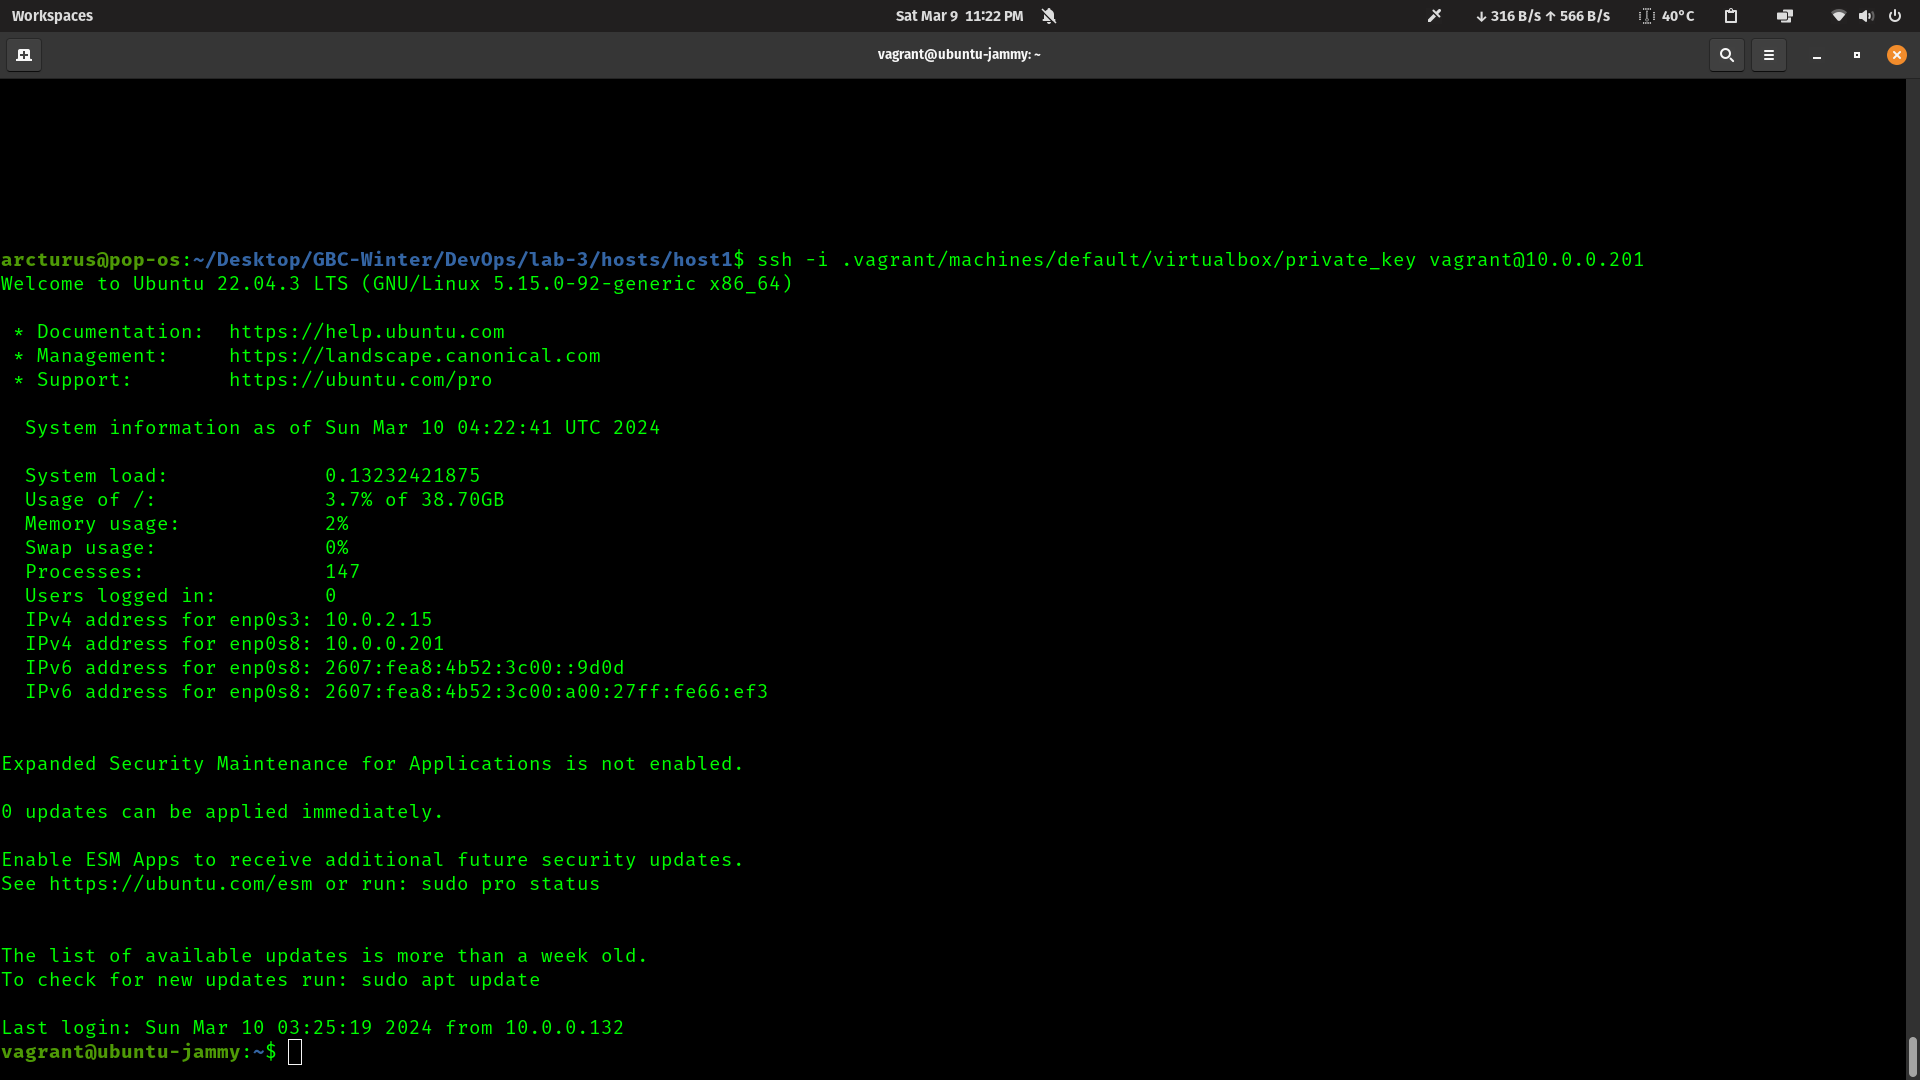 Workspaces
Sat Mar 9 11:22 PM
↓ 316 B/s ↑ 566 B/s
40°C
vagrant@ubuntu-jammy: ~
arcturus@pop-os:~/Desktop/GBC-Winter/DevOps/lab-3/hosts/host1$ ssh -i .vagrant/machines/default/virtualbox/private_key vagrant@10.0.0.201
Welcome to Ubuntu 22.04.3 LTS (GNU/Linux 5.15.0-92-generic x86_64)
* Documentation:  https://help.ubuntu.com
* Management:     https://landscape.canonical.com
* Support:        https://ubuntu.com/pro
System information as of Sun Mar 10 04:22:41 UTC 2024
System load:             0.13232421875
Usage of /:              3.7% of 38.70GB
Memory usage:            2%
Swap usage:              0%
Processes:               147
Users logged in:         0
IPv4 address for enp0s3: 10.0.2.15
IPv4 address for enp0s8: 10.0.0.201
IPv6 address for enp0s8: 2607:fea8:4b52:3c00::9d0d
IPv6 address for enp0s8: 2607:fea8:4b52:3c00:a00:27ff:fe66:ef3
Expanded Security Maintenance for Applications is not enabled.
0 updates can be applied immediately.
Enable ESM Apps to receive additional future security updates.
See https://ubuntu.com/esm or run: sudo pro status
The list of available updates is more than a week old.
To check for new updates run: sudo apt update
Last login: Sun Mar 10 03:25:19 2024 from 10.0.0.132
vagrant@ubuntu-jammy:~$